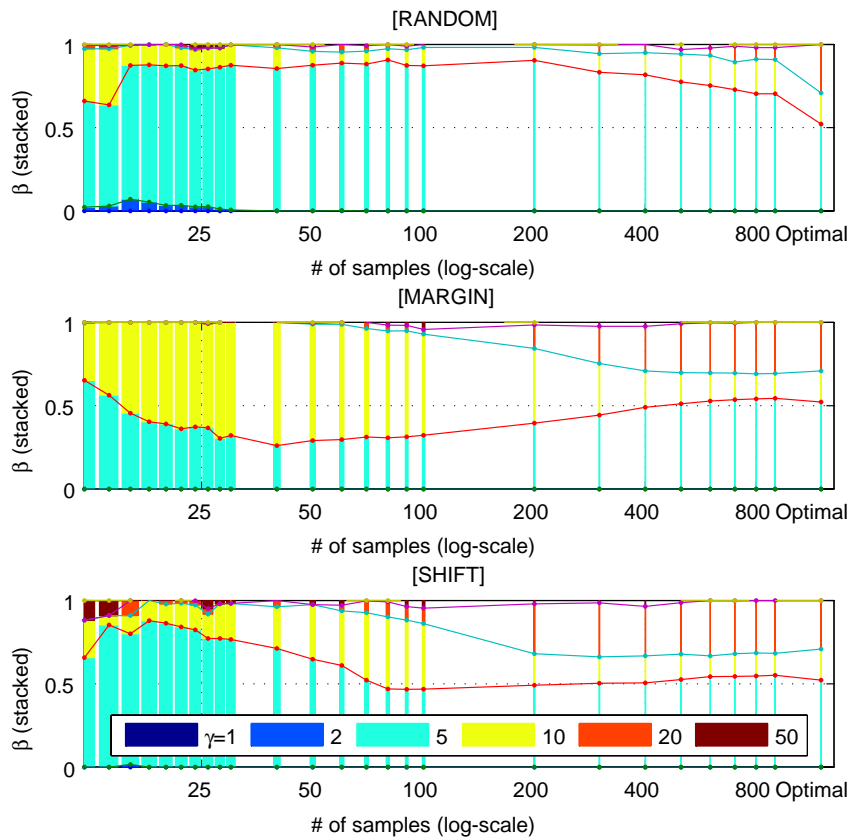 [RANDOM]
1
0.5
0
β (stacked)
25 50 100 200 400 800 Optimal
# of samples (log-scale)
[MARGIN]
1
0.5
0
β (stacked)
25 50 100 200 400 800 Optimal
# of samples (log-scale)
[SHIFT]
1
0.5
0
β (stacked)
γ=1 2 5 10 20 50
25 50 100 200 400 800 Optimal
# of samples (log-scale)